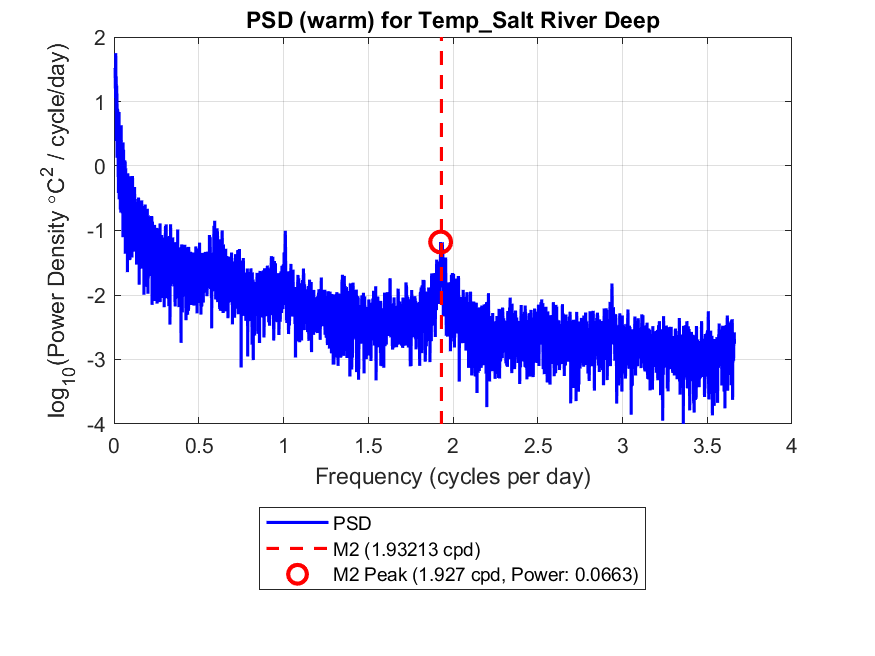 PSD (warm) for Temp_Salt River Deep
log10(Power Density °C2 / cycle/day)
2
1
0
-1
-2
-3
-4
0 0.5 1 1.5 2 2.5 3 3.5 4
Frequency (cycles per day)
PSD
M2 (1.93213 cpd)
M2 Peak (1.927 cpd, Power: 0.0663)